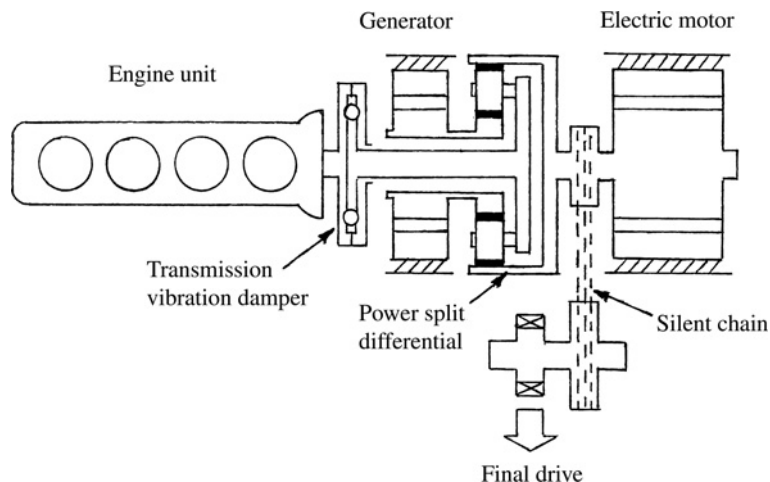 Generator
Electric motor
Engine unit
Transmission
vibration damper
Power split
differential
Silent chain
Final drive